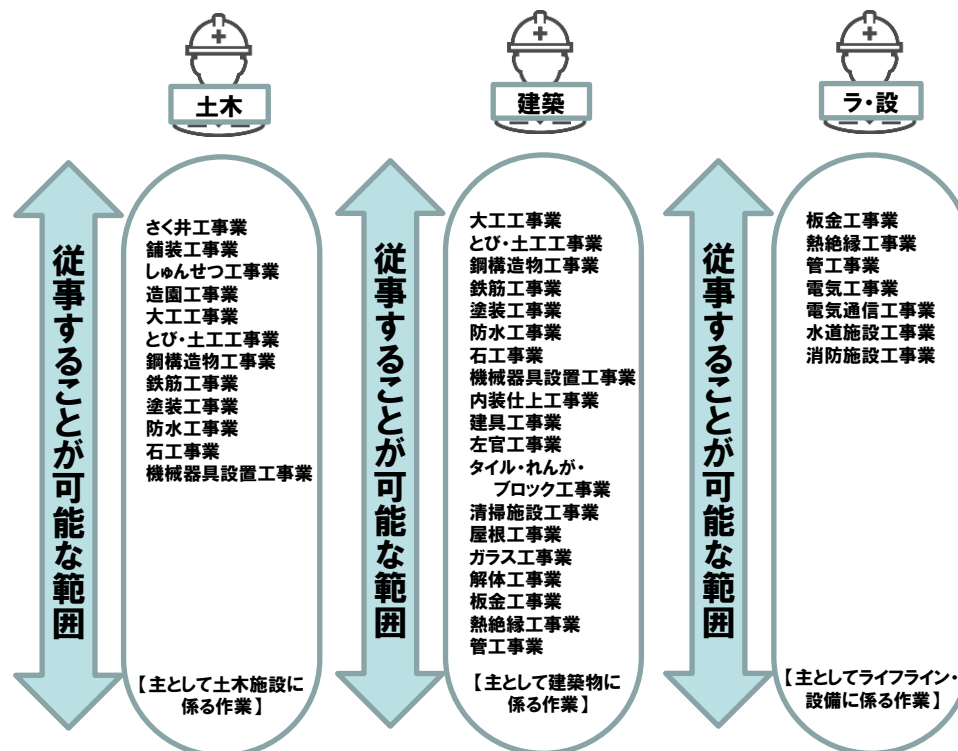 土木
従事することが可能な範囲
さく井工事業
舗装工事業
しゅんせつ工事業
造園工事業
大工工事業
とび・土工工事業
鋼構造物工事業
鉄筋工事業
塗装工事業
防水工事業
石工事業
機械器具設置工事業
【主として土木施設に
係る作業】
建築
従事することが可能な範囲
大工工事業
とび・土工工事業
鋼構造物工事業
鉄筋工事業
塗装工事業
防水工事業
石工事業
機械器具設置工事業
内装仕上工事業
建具工事業
左官工事業
タイル・れんが・
ブロック工事業
清掃施設工事業
屋根工事業
ガラス工事業
解体工事業
板金工事業
熱絶縁工事業
管工事業
【主として建築物に
係る作業】
ラ・設
従事することが可能な範囲
板金工事業
熱絶縁工事業
管工事業
電気工事業
電気通信工事業
水道施設工事業
消防施設工事業
【主としてライフライン・
設備に係る作業】